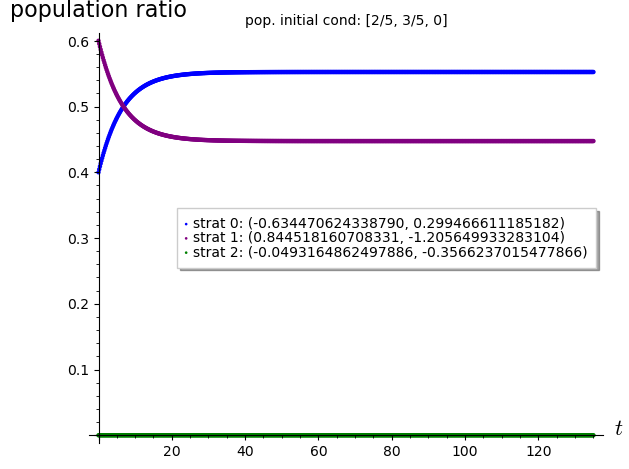 population ratio
pop. initial cond: [2/5, 3/5, 0]
0.6
0.5
0.4
0.3
0.2
0.1
strat 0: (-0.634470624338790, 0.299466611185182)
strat 1: (0.844518160708331, -1.205649933283104)
strat 2: (-0.0493164862497886, -0.3566237015477866)
20 40 60 80 100 120
t